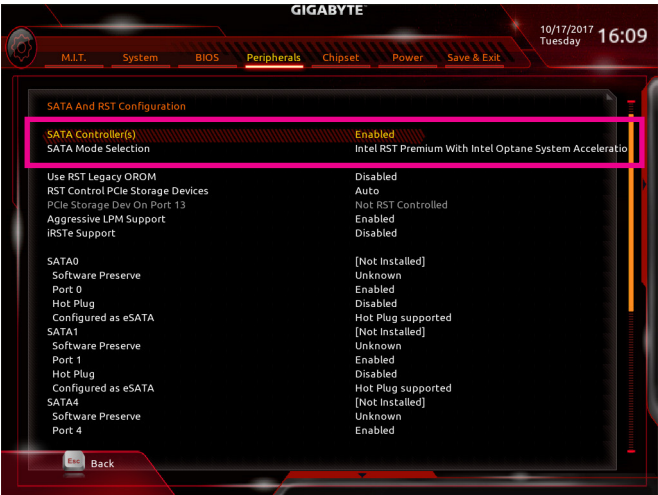 GIGABYTE
10/17/2017 Tuesday 16:09
M.I.T. System BIOS Peripherals Chipset Power Save & Exit
SATA And RST Configuration
SATA Controller(s) Enabled
SATA Mode Selection Intel RST Premium With Intel Optane System Acceleratio
Use RST Legacy OROM Disabled
RST Control PCIe Storage Devices Auto
PCIe Storage Dev On Port 13 Not RST Controlled
Aggressive LPM Support Enabled
iRSTe Support Disabled
SATA0 [Not Installed]
Software Preserve Unknown
Port 0 Enabled
Hot Plug Disabled
Configured as eSATA Hot Plug supported
SATA1 [Not Installed]
Software Preserve Unknown
Port 1 Enabled
Hot Plug Disabled
Configured as eSATA Hot Plug supported
SATA4 [Not Installed]
Software Preserve Unknown
Port 4 Enabled
Esc Back